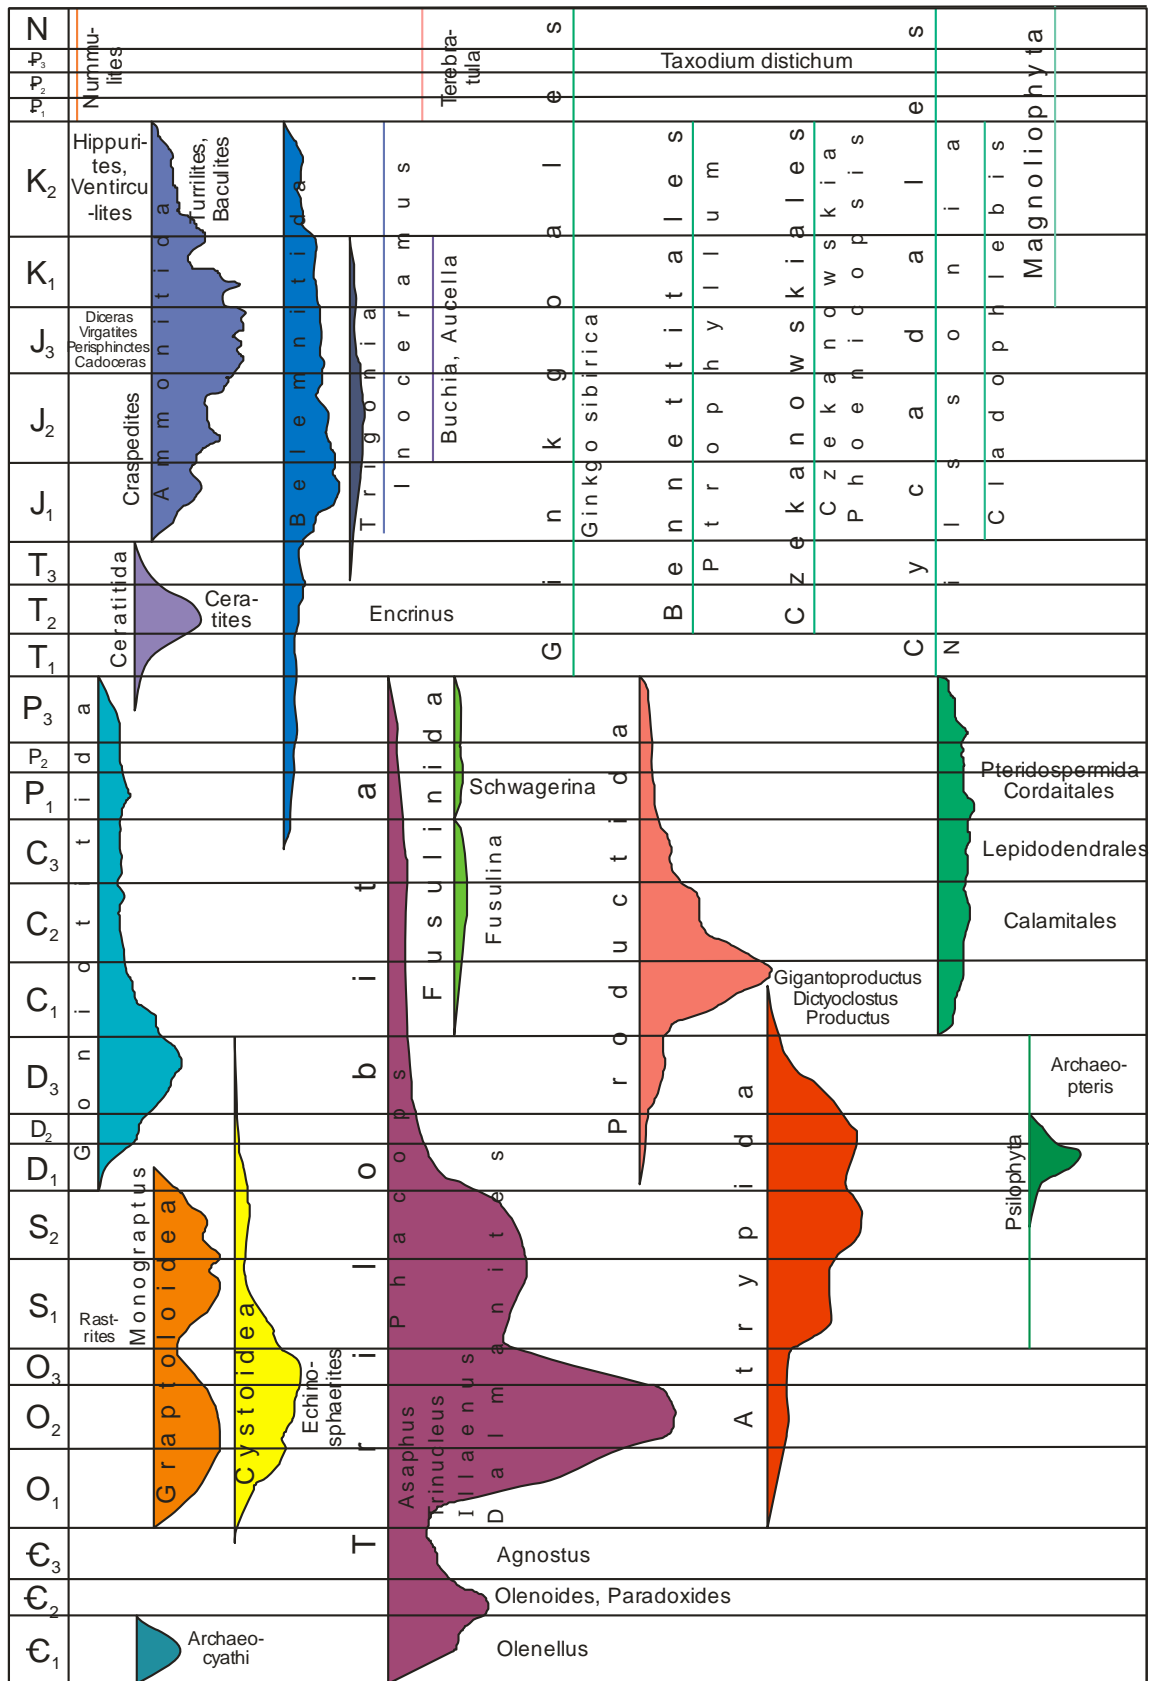 N
P3
P2
P1
K2
K1
J3
J2
J1
T3
T2
T1
P3
P2
P1
C3
C2
C1
D3
D2
D1
S2
S1
O3
O2
O1
Є3
Є2
Є1
Nummu-
lites
Terebra-
tula
Taxodium distichum
Hippuri-
tes,
Ventircu
-lites
Turrilites,
Baculites
Diceras
Virgatites
Perisphinctes
Cadoceras
Craspedites
Ammonitida
Belemnitida
Trigonia
Inoceramus
Buchia, Aucella
Ginkgoales
Ginkgo sibirica
Bennettitales
Ptrophyllum
Czekanowskiales
Czekanowskia
Phoenicopsis
Cycadales
Nilssonia
Cladophlebis
Magnoliophyta
Ceratitida
Cera-
tites
Encrinus
Goniotitida
Trilobita
Fusulinida
Schwagerina
Fusulina
Productida
Gigantoproductus
Dictyoclostus
Productus
Pteridospermida
Cordaitales
Lepidodendrales
Calamitales
Archaeo-
pteris
Psilophyta
Monograptus
Rast-
rites
Graptoloidea
Cystoidea
Echino-
sphaerites
Phacops
Asaphus
Trinucleus
Illaenus
Dalmanites
Atrypida
Agnostus
Olenoides, Paradoxides
Olenellus
Archaeo-
cyathi